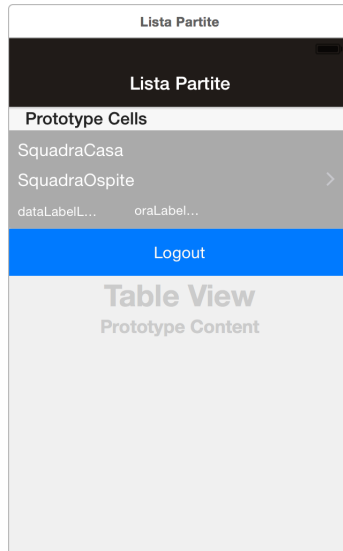 Lista Partite
Lista Partite
Prototype Cells
SquadraCasa
SquadraOspite
dataLabelL... oraLabel...
Logout
Table View
Prototype Content